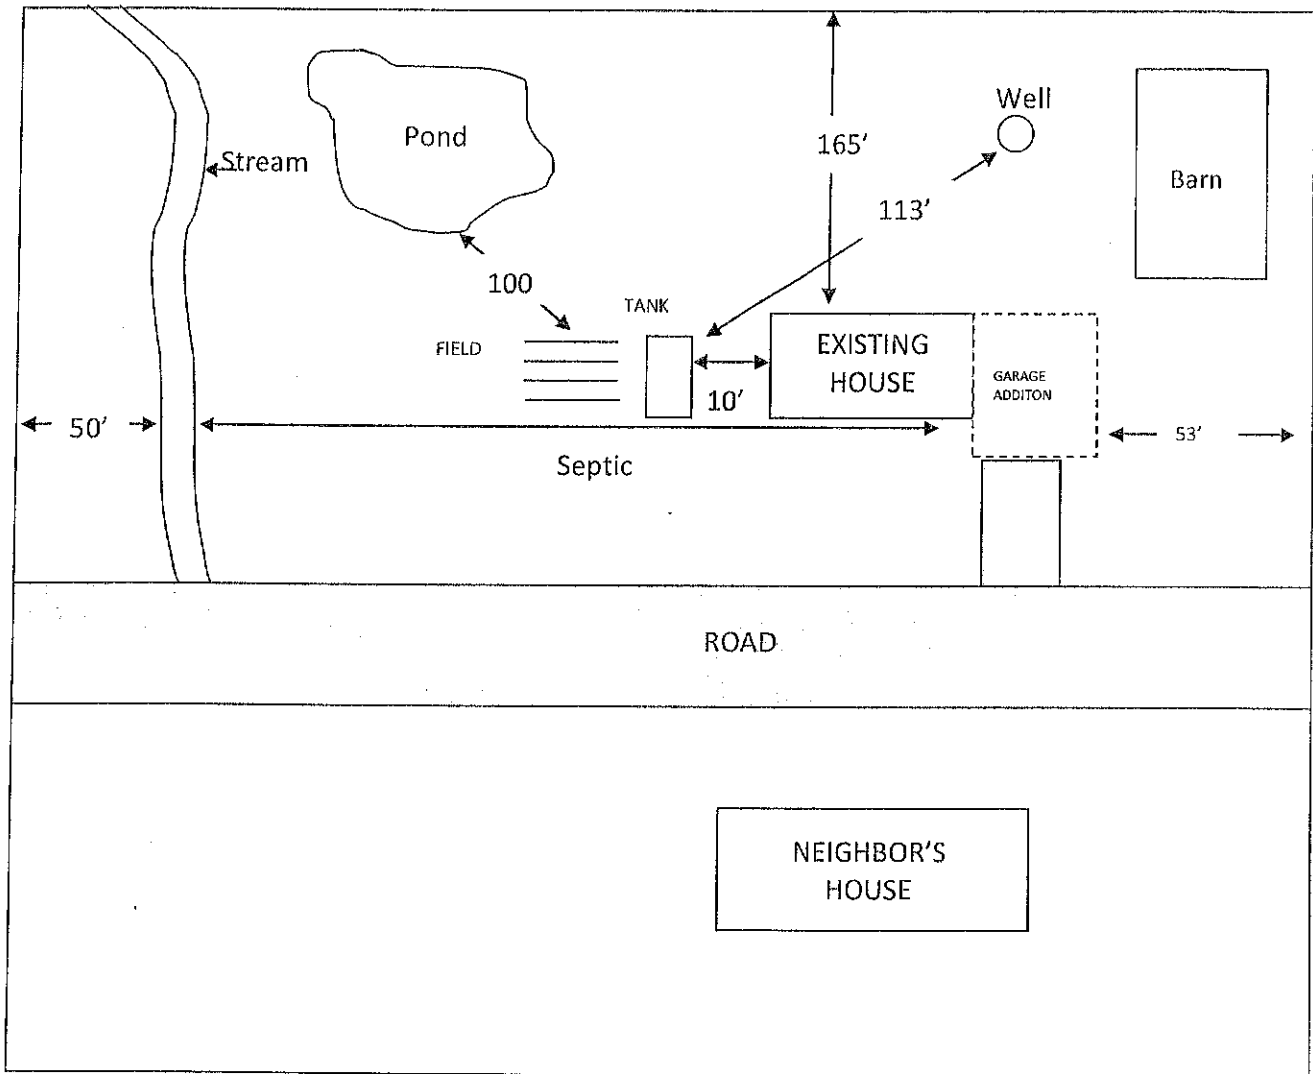 Well
Pond
165'
Stream
Barn
113'
100
TANK
FIELD
EXISTING
HOUSE
GARAGE
ADDITON
10'
50'
53'
Septic
ROAD
NEIGHBOR'S
HOUSE